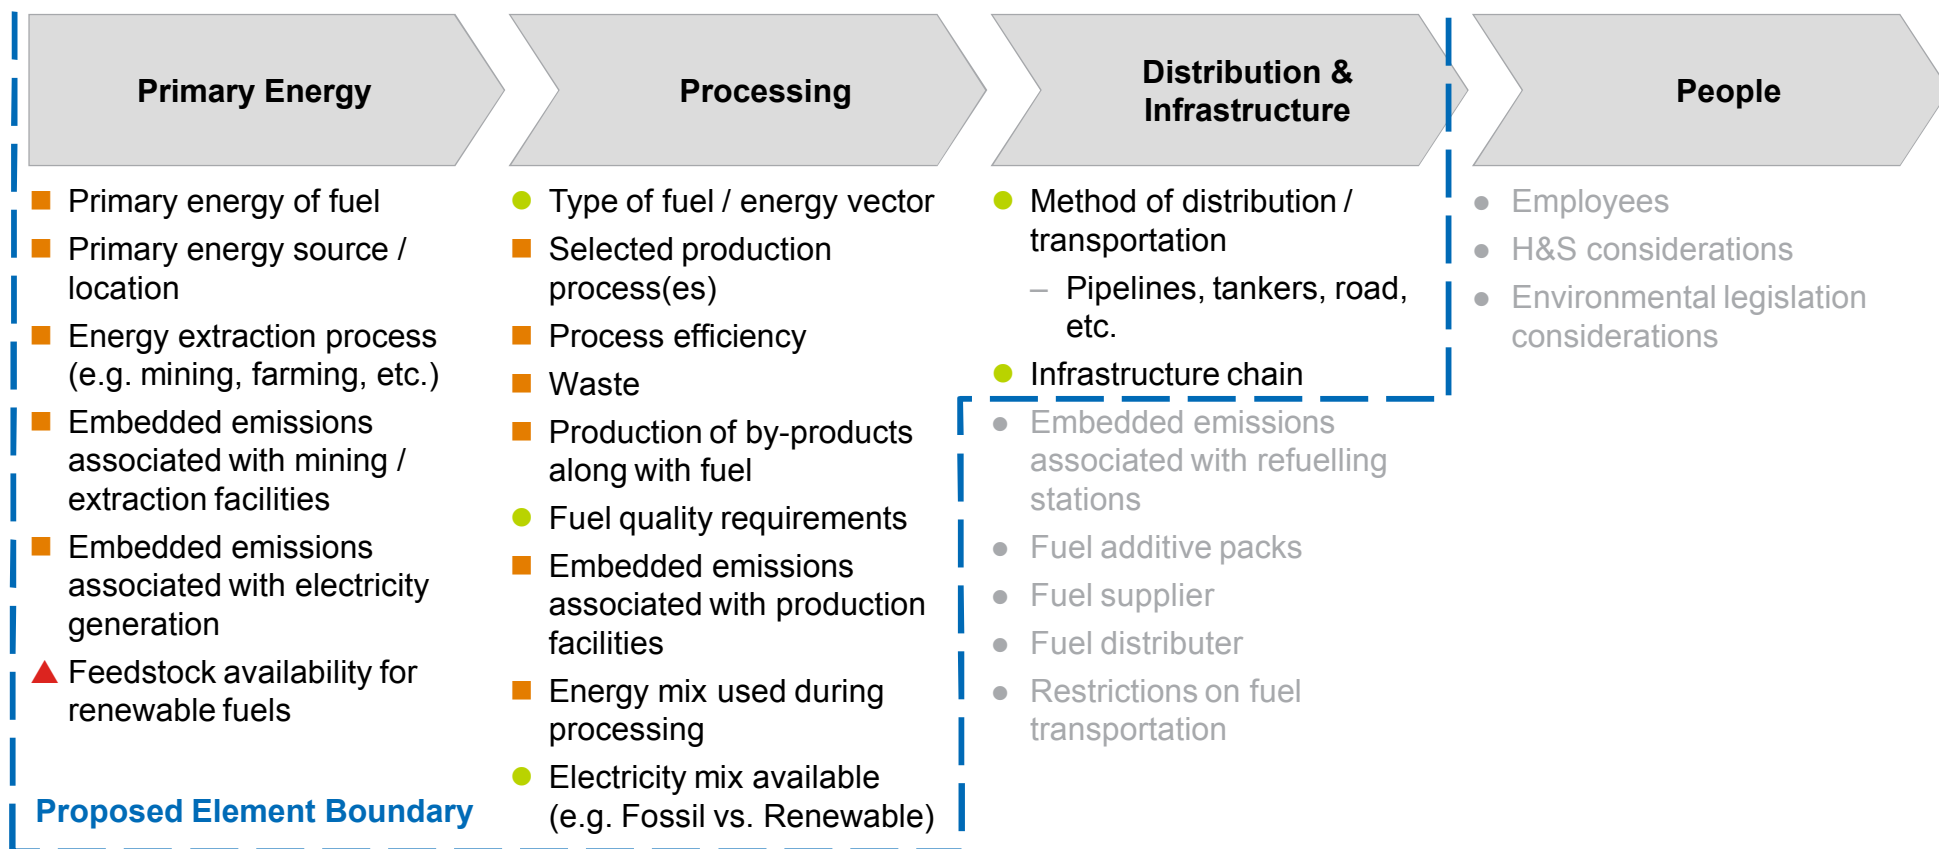 Primary Energy
Primary energy of fuel
Primary energy source /
location
Energy extraction process
(e.g. mining, farming, etc.)
Embedded emissions
associated with mining /
extraction facilities
Embedded emissions
associated with electricity
generation
Feedstock availability for
renewable fuels
Proposed Element Boundary
Processing
Type of fuel / energy vector
Selected production
process(es)
Process efficiency
Waste
Production of by-products
along with fuel
Fuel quality requirements
Embedded emissions
associated with production
facilities
Energy mix used during
processing
Electricity mix available
(e.g. Fossil vs. Renewable)
Distribution &
Infrastructure
Method of distribution /
transportation
– Pipelines, tankers, road,
etc.
Infrastructure chain
Embedded emissions
associated with refuelling
stations
Fuel additive packs
Fuel supplier
Fuel distributer
Restrictions on fuel
transportation
People
Employees
H&S considerations
Environmental legislation
considerations